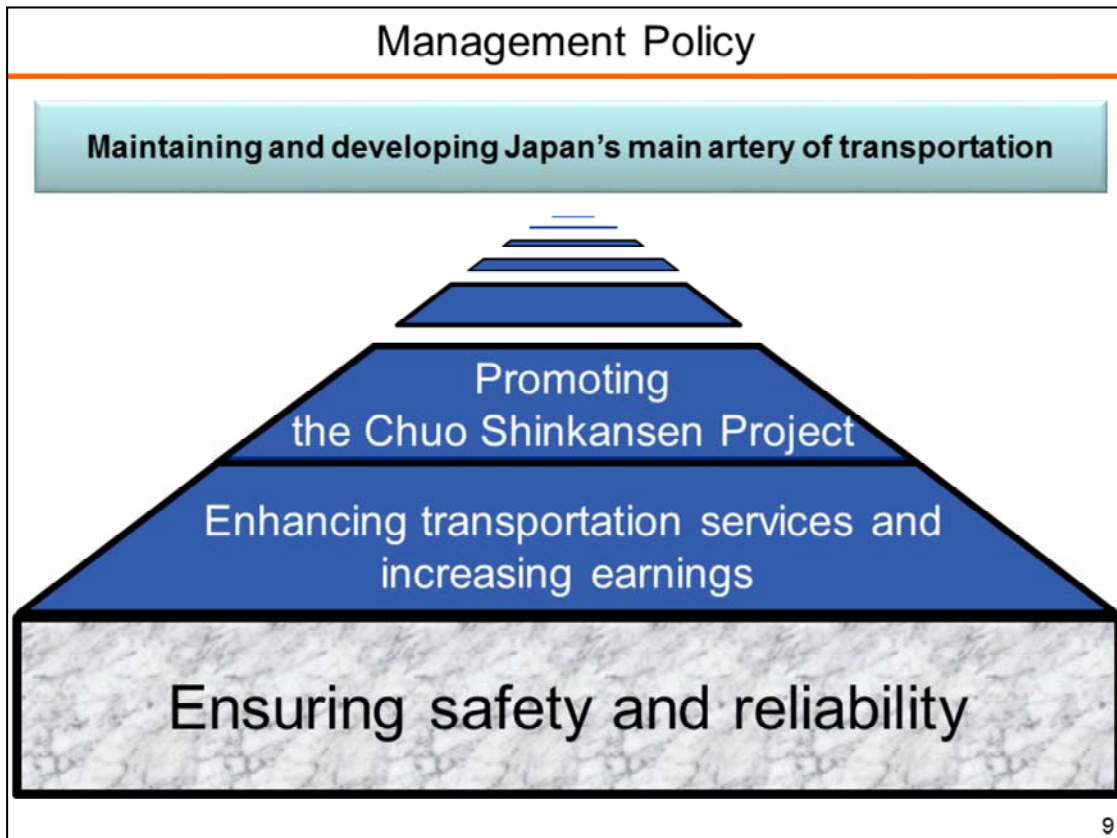 Management Policy
Maintaining and developing Japan's main artery of transportation
Promoting
the Chuo Shinkansen Project
Enhancing transportation services and
increasing earnings
Ensuring safety and reliability
9